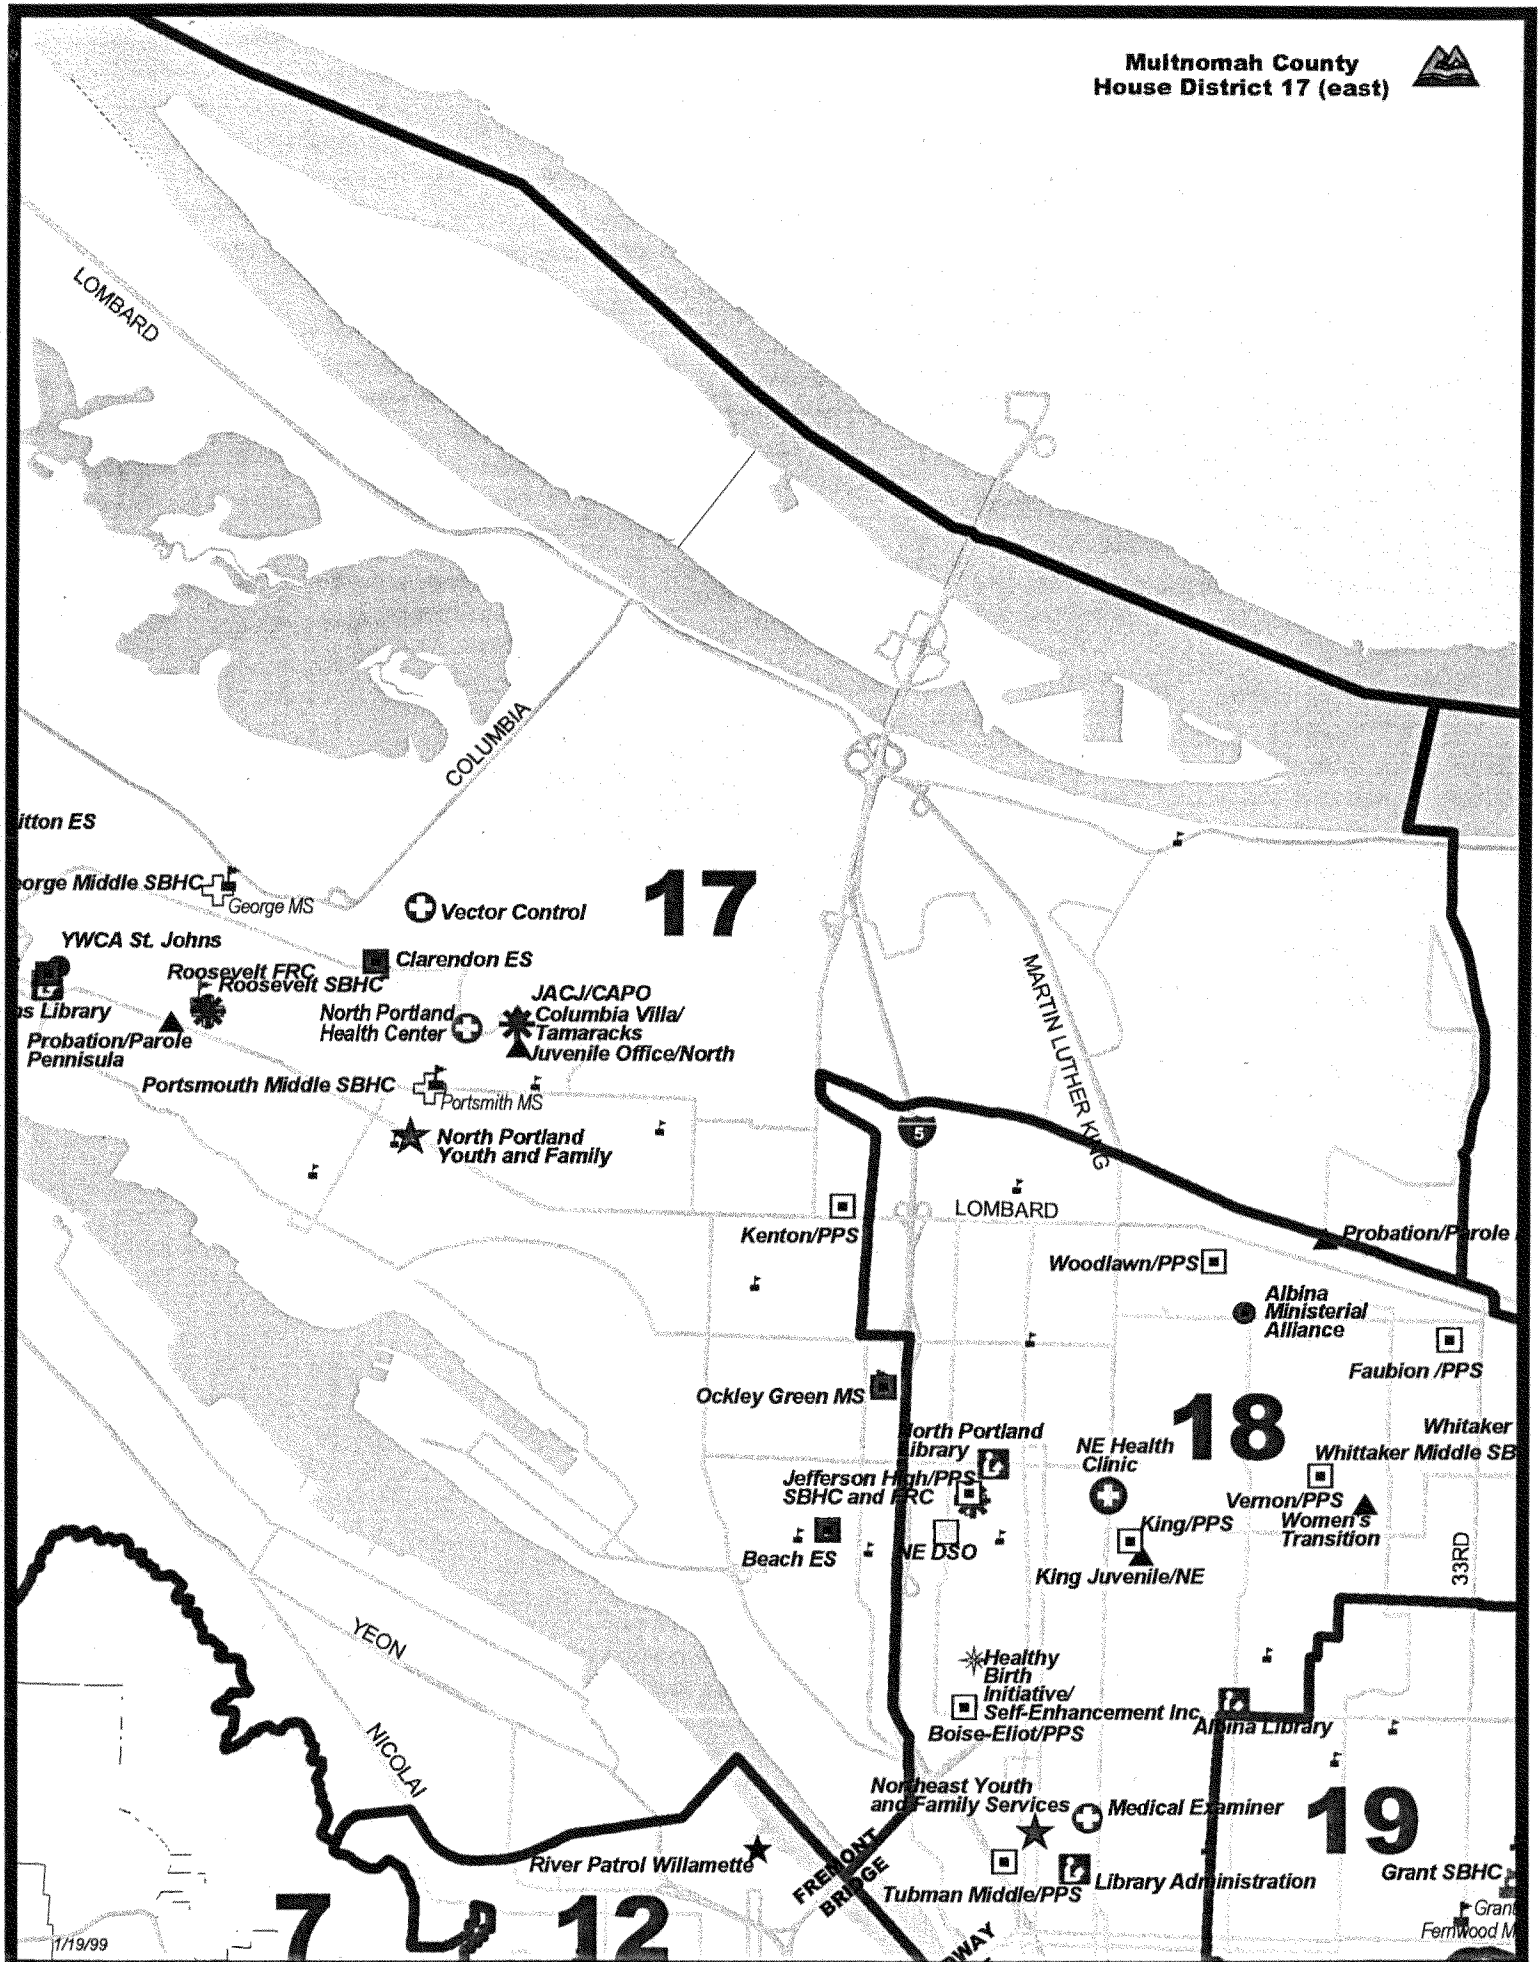 Multnomah County
House District 17 (east)
LOMBARD
COLUMBIA
itton ES
eorge Middle SBHC
George MS
Vector Control
17
YWCA St. Johns
Clarendon ES
Roosevelt FRC
Roosevelt SBHC
ns Library
Probation/Parole
Pennisula
North Portland
Health Center
JACJ/CAPO
Columbia Villa/
Tamaracks
Juvenile Office/North
MARTIN LUTHER KING
Portsmouth Middle SBHC
Portsmith MS
North Portland
Youth and Family
5
Kenton/PPS
LOMBARD
Probation/Parole
Woodlawn/PPS
Albina
Ministerial
Alliance
Faubion /PPS
Ockley Green MS
18
North Portland
Library
NE Health
Clinic
Whitaker
Whittaker Middle SB
Jefferson High/PPS
SBHC and FRC
Vernon/PPS
Women's
Transition
King/PPS
Beach ES
NE DSO
King Juvenile/NE
33RD
YEON
Healthy
Birth
Initiative/
Self-Enhancement Inc
Boise-Eliot/PPS
Albina Library
NICOLAI
Northeast Youth
and Family Services
Medical Examiner
19
River Patrol Willamette
FREMONT
BRIDGE
Tubman Middle/PPS
Library Administration
Grant SBHC
Grant
Fernwood M
7
12
DWAY
1/19/99